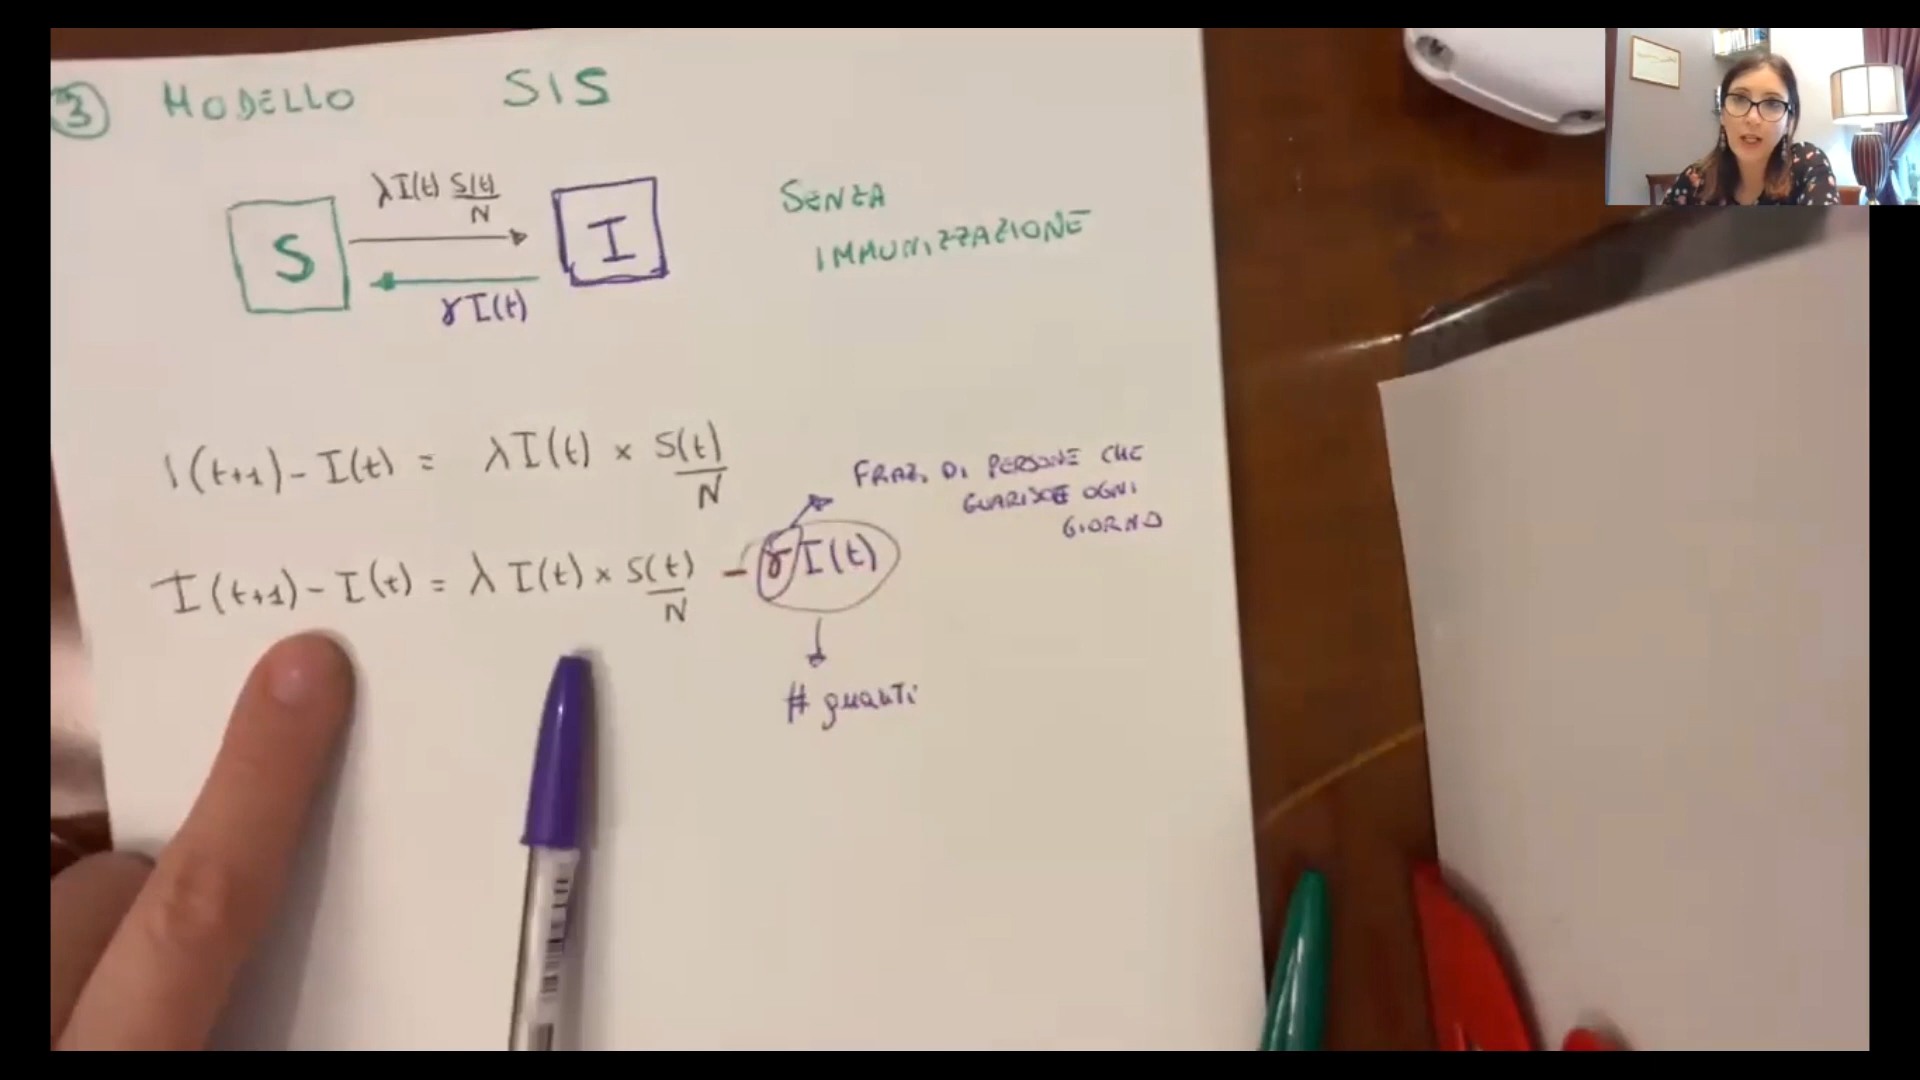 3 MODELLO SIS
λI(t) S(t)/N
S
I
γI(t)
SENZA
IMMUNIZZAZIONE
I(t+1)-I(t) = λI(t) × S(t)/N
FRAZ. DI PERSONE CHE
GUARISCE OGNI
GIORNO
I(t+1)-I(t) = λI(t) × S(t)/N - γI(t)
# guariti